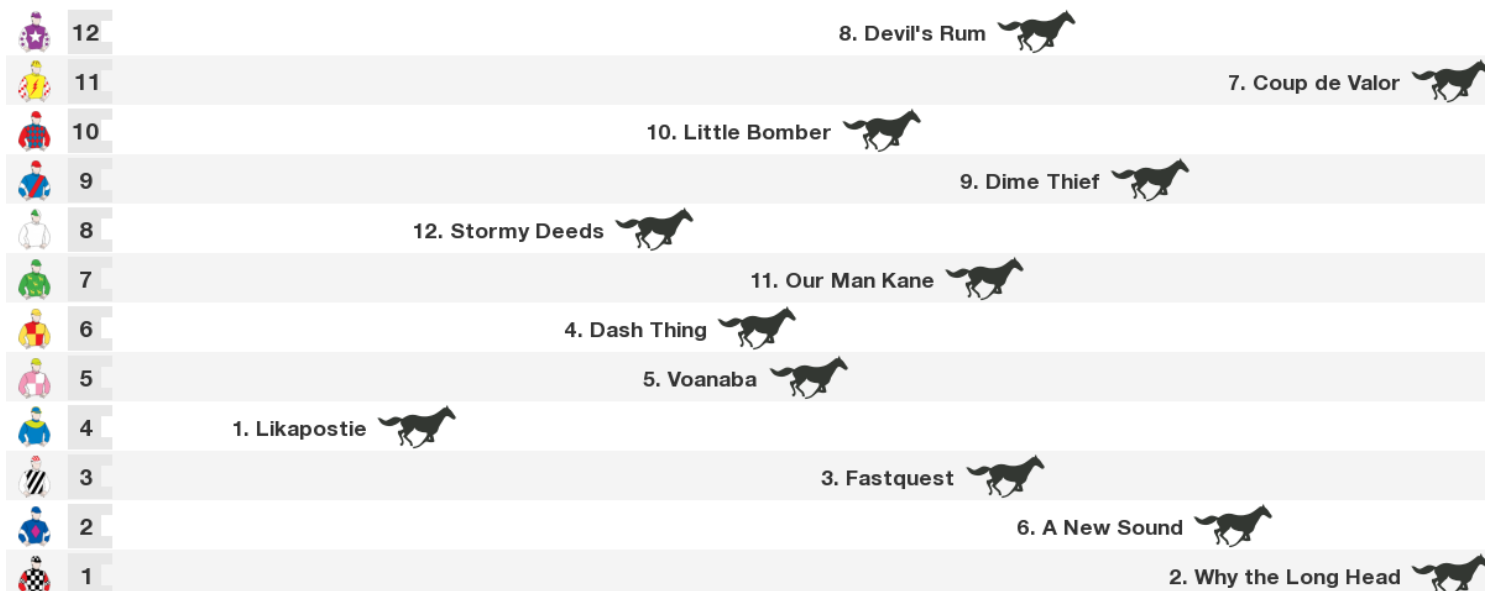 12 8. Devil's Rum
11 7. Coup de Valor
10 10. Little Bomber
9 9. Dime Thief
8 12. Stormy Deeds
7 11. Our Man Kane
6 4. Dash Thing
5 5. Voanaba
4 1. Likapostie
3 3. Fastquest
2 6. A New Sound
1 2. Why the Long Head